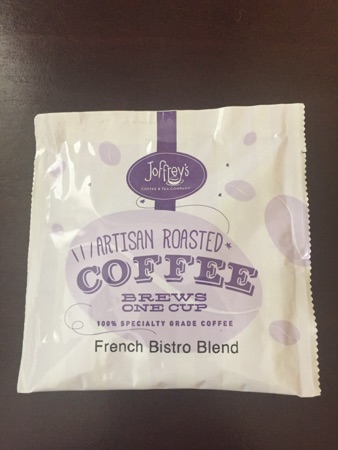 Joffrey's
COFFEE & TEA COMPANY
ARTISAN ROASTED
COFFEE
BREWS
ONE CUP
100% SPECIALTY GRADE COFFEE
French Bistro Blend